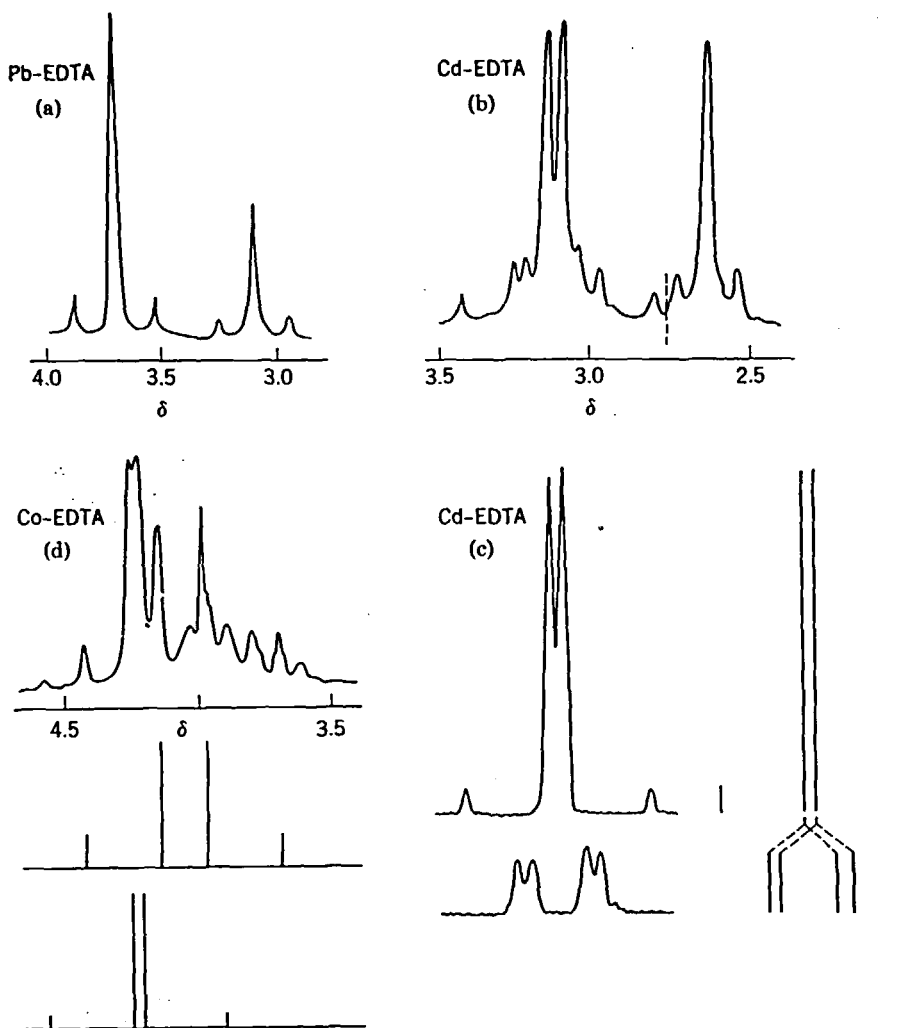 Pb-EDTA
(a)
4.0 3.5 3.0
δ
Cd-EDTA
(b)
3.5 3.0 2.5
δ
Co-EDTA
(d)
4.5 δ 3.5
Cd-EDTA
(c)